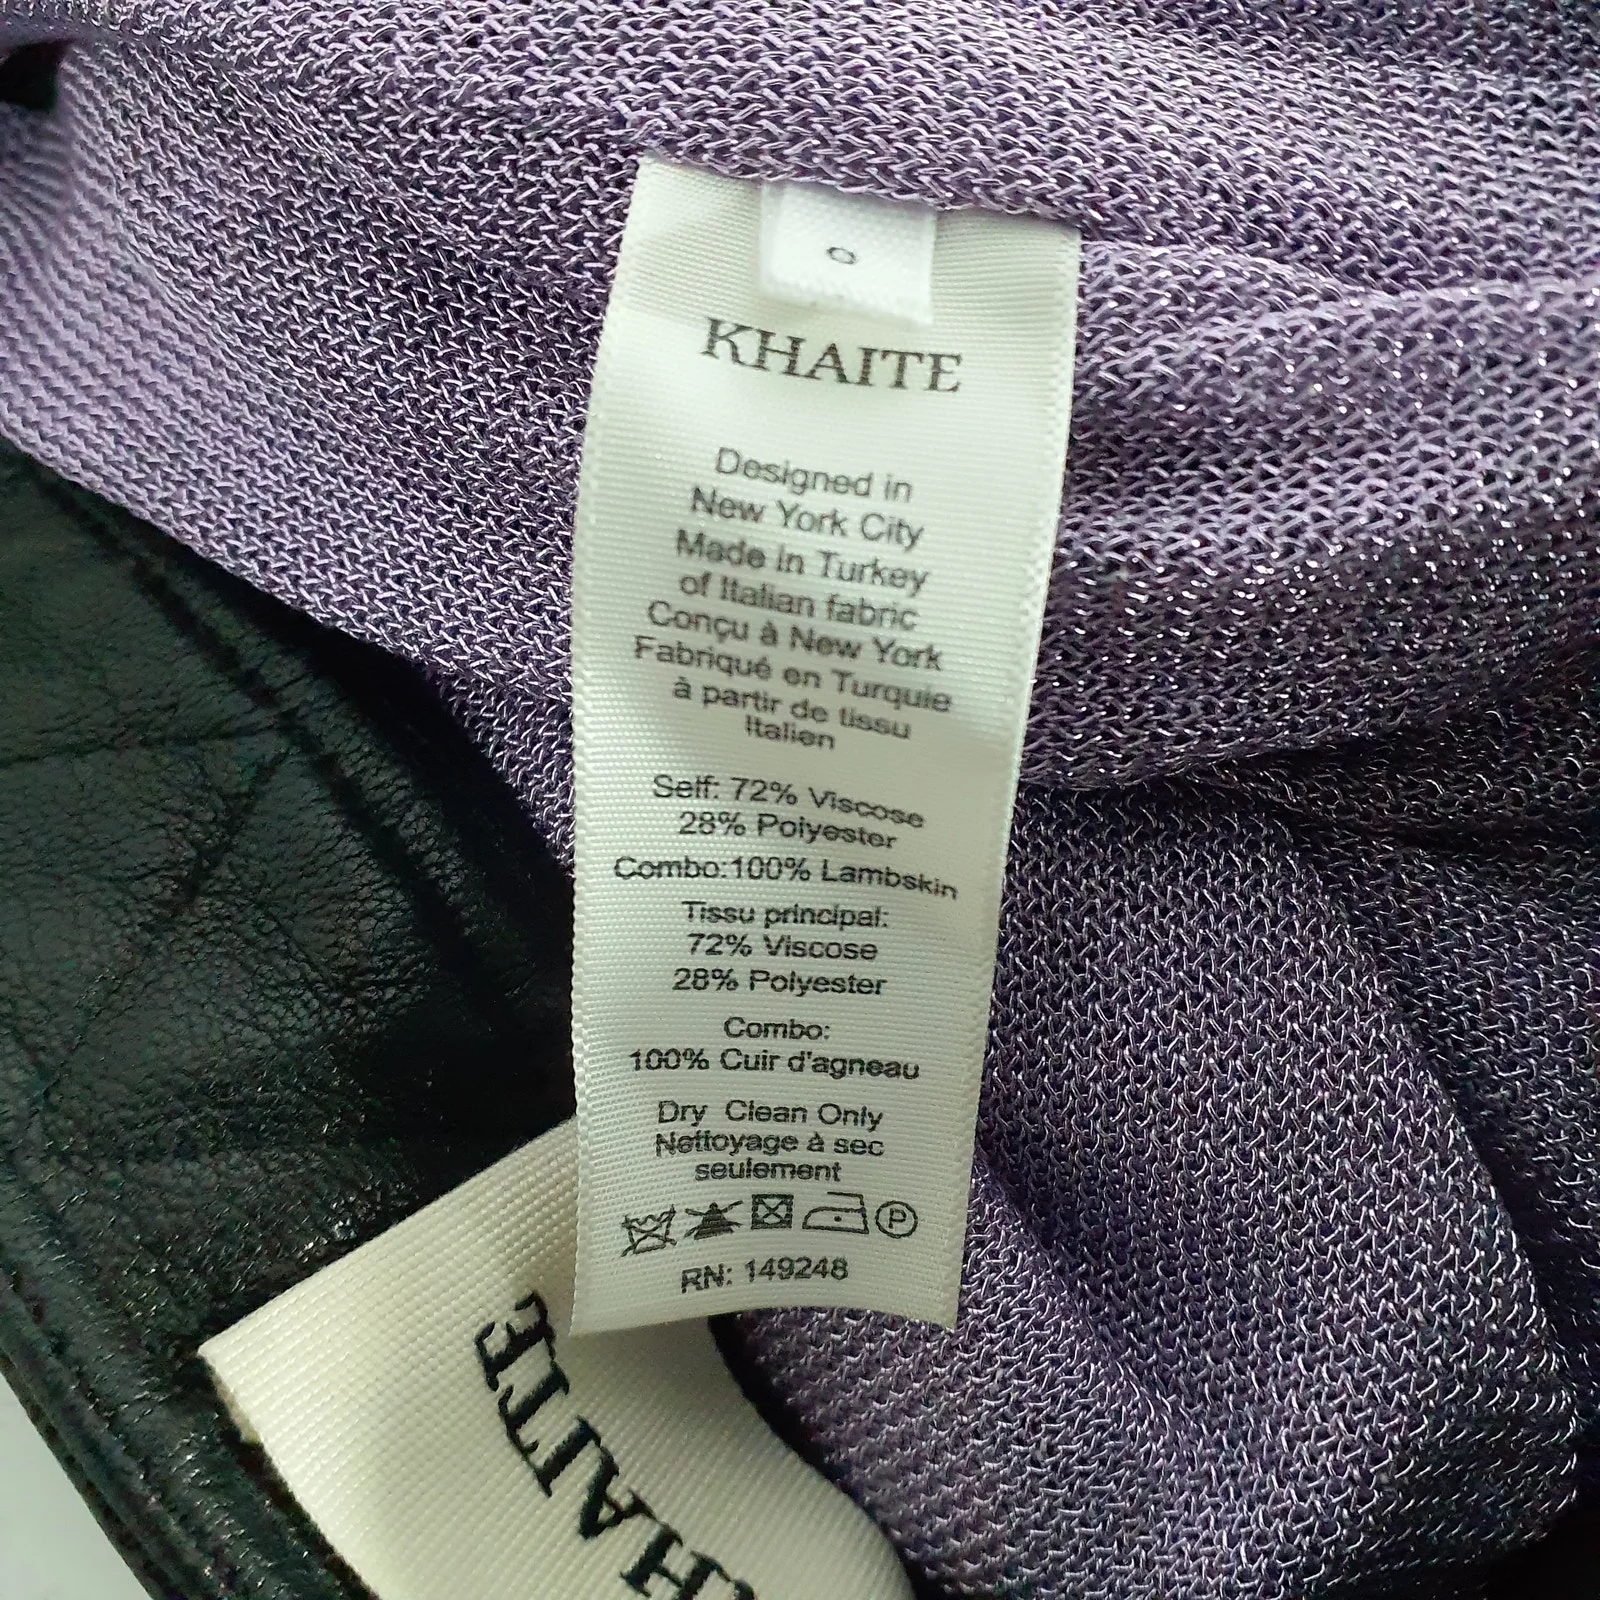 0
KHAITE
Designed in
New York City
Made in Turkey
of Italian fabric
Conçu à New York
Fabriqué en Turquie
à partir de tissu
Italien
Self: 72% Viscose
28% Polyester
Combo:100% Lambskin
Tissu principal:
72% Viscose
28% Polyester
Combo:
100% Cuir d'agneau
Dry Clean Only
Nettoyage à sec
seulement
P
RN: 149248
HAITE